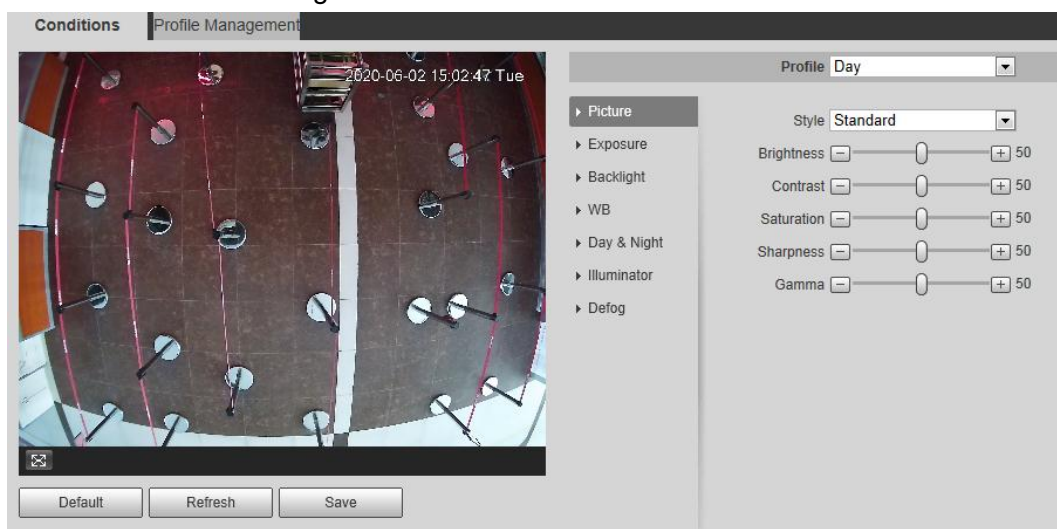 Conditions
Profile Management
2020-06-02 15:02:47 Tue
Profile Day
Picture
Exposure
Backlight
WB
Day & Night
Illuminator
Defog
Style Standard
Brightness 50
Contrast 50
Saturation 50
Sharpness 50
Gamma 50
Default
Refresh
Save